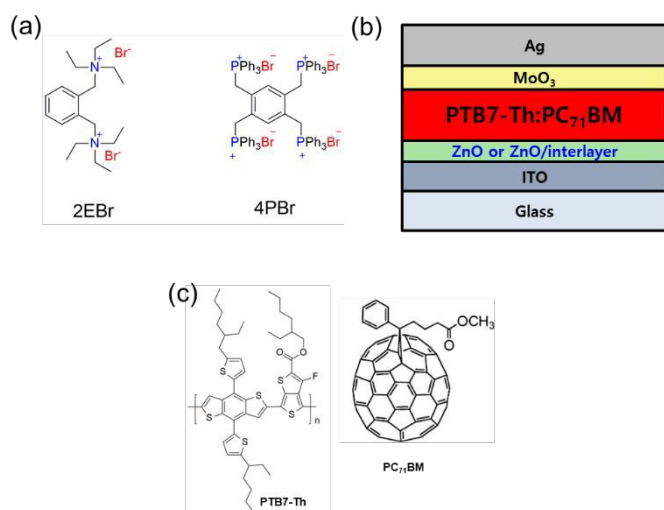 (a)
Br-
N+
N+
Br-
2EBr
PPh3Br- PPh3Br-
+ +
PPh3Br- PPh3Br-
+ +
4PBr
(b)
Ag
MoO3
PTB7-Th:PC71BM
ZnO or ZnO/interlayer
ITO
Glass
(c)
S
O
O
F
S
S
S
S
S
n
S
PTB7-Th
OCH3
O
PC71BM